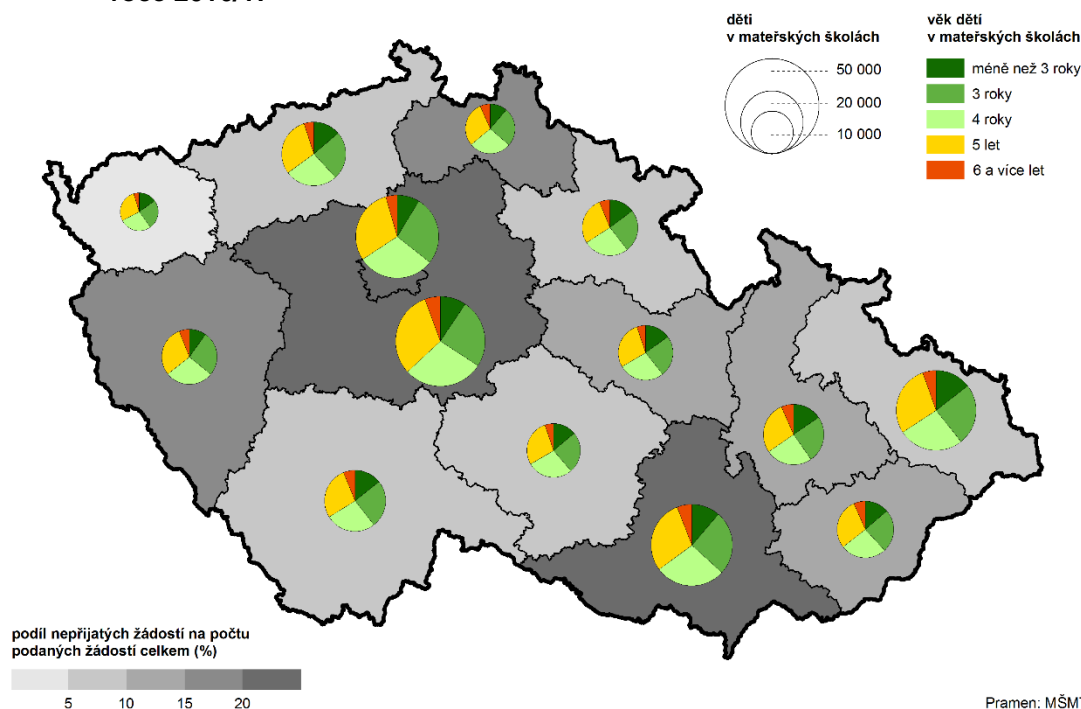 děti
v mateřských školách
50 000
20 000
10 000
věk dětí
v mateřských školách
méně než 3 roky
3 roky
4 roky
5 let
6 a více let
podíl nepřijatých žádostí na počtu
podaných žádostí celkem (%)
5 10 15 20
Pramen: MŠMT